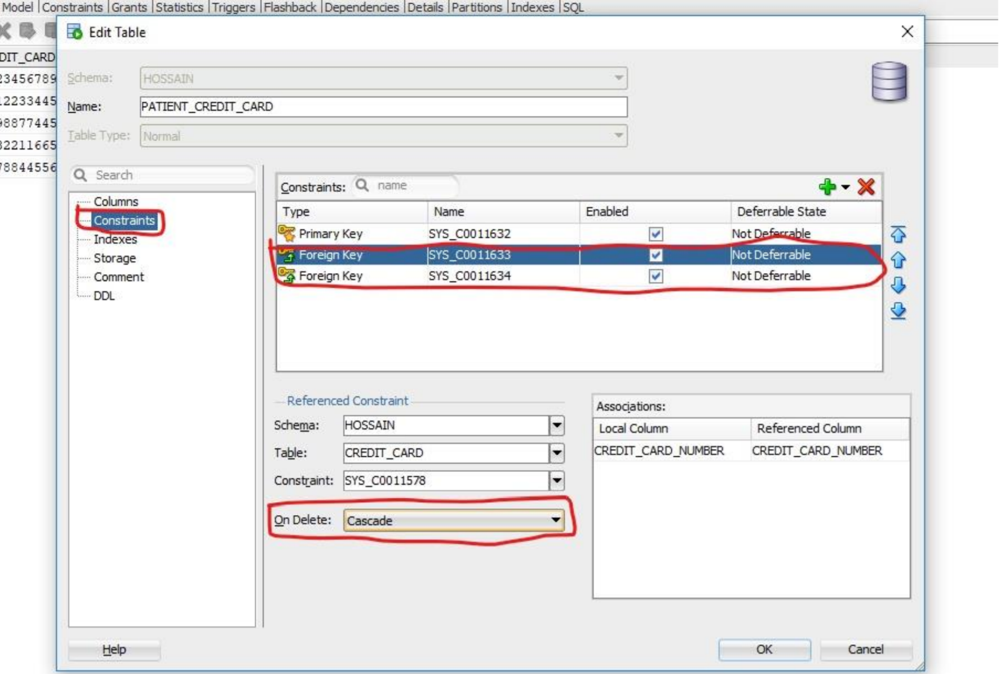 Model | Constraints | Grants | Statistics | Triggers | Flashback | Dependencies | Details | Partitions | Indexes | SQL
Edit Table
DIT_CARD
23456789
12233445
98877445
32211665
78844556
Schema: HOSSAIN
Name: PATIENT_CREDIT_CARD
Table Type: Normal
Search
Columns
Constraints
Indexes
Storage
Comment
DDL
Constraints: name
Type Name Enabled Deferrable State
Primary Key SYS_C0011632 Not Deferrable
Foreign Key SYS_C0011633 Not Deferrable
Foreign Key SYS_C0011634 Not Deferrable
Referenced Constraint
Schema: HOSSAIN
Table: CREDIT_CARD
Constraint: SYS_C0011578
On Delete: Cascade
Associations:
Local Column Referenced Column
CREDIT_CARD_NUMBER CREDIT_CARD_NUMBER
Help OK Cancel